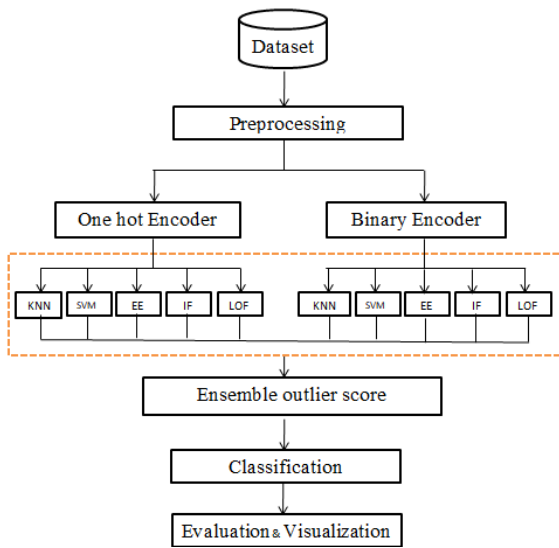 Dataset
Preprocessing
One hot Encoder
Binary Encoder
KNN
SVM
EE
IF
LOF
KNN
SVM
EE
IF
LOF
Ensemble outlier score
Classification
Evaluation & Visualization